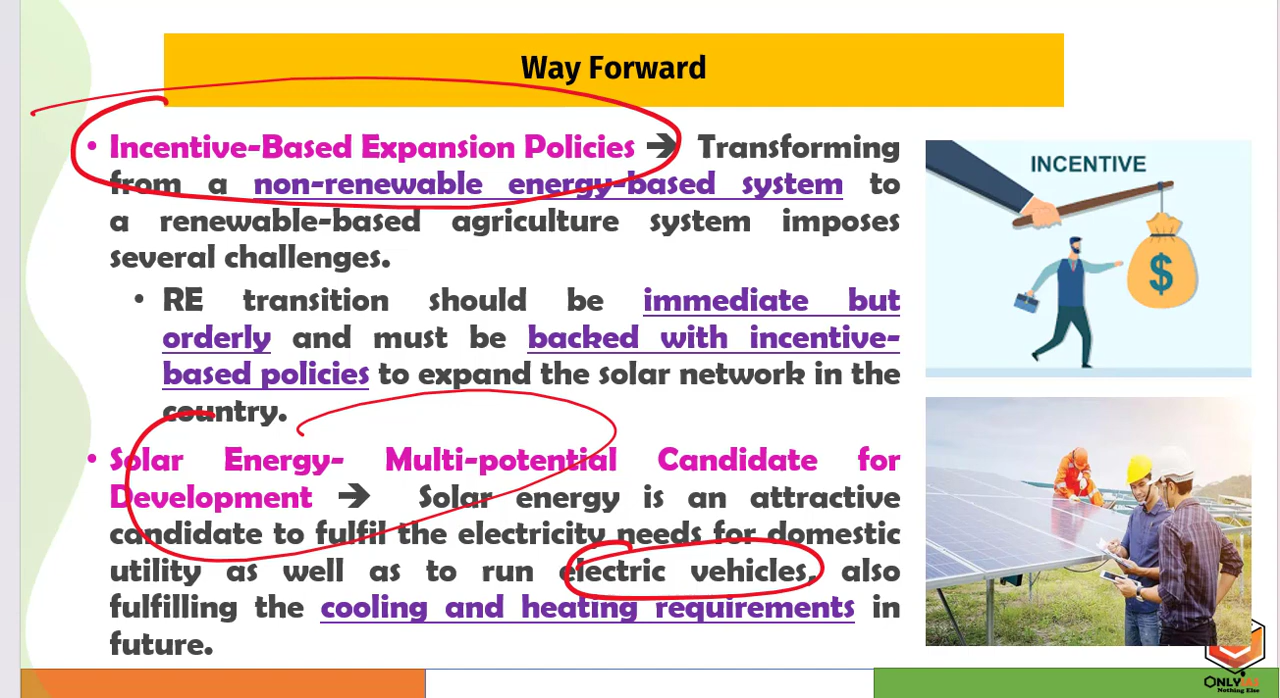 Way Forward
• Incentive-Based Expansion Policies → Transforming
from a non-renewable energy-based system to
a renewable-based agriculture system imposes
several challenges.
• RE transition should be immediate but
orderly and must be backed with incentive-
based policies to expand the solar network in the
country.
• Solar Energy- Multi-potential Candidate for
Development → Solar energy is an attractive
candidate to fulfil the electricity needs for domestic
utility as well as to run electric vehicles, also
fulfilling the cooling and heating requirements in
future.
INCENTIVE
$
ONLYIAS
Nothing Else